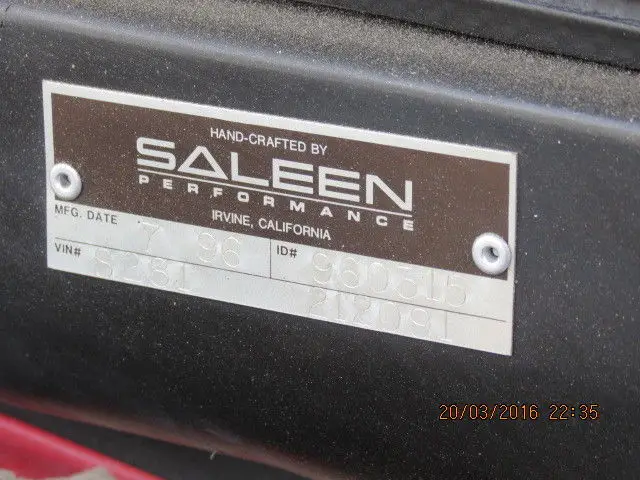 HAND-CRAFTED BY
SALEEN
PERFORMANCE
IRVINE, CALIFORNIA
MFG. DATE 7 96 ID# 960315
VIN# S281 212091
20/03/2016 22:35